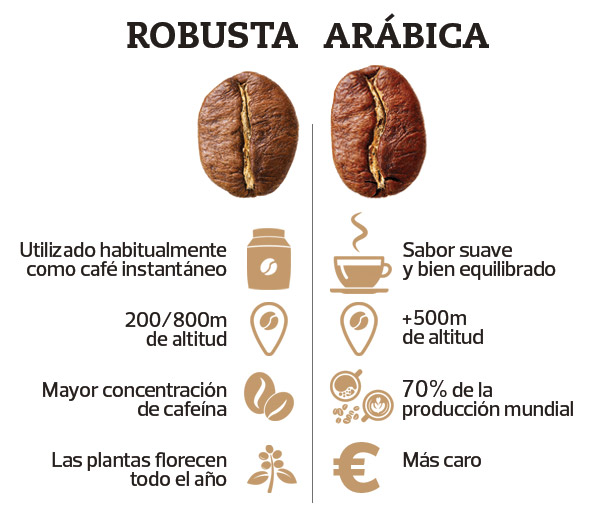 ROBUSTA
ARÁBICA
Utilizado habitualmente
como café instantáneo
Sabor suave
y bien equilibrado
200/800m
de altitud
+500m
de altitud
Mayor concentración
de cafeína
70% de la
producción mundial
Las plantas florecen
todo el año
€
Más caro